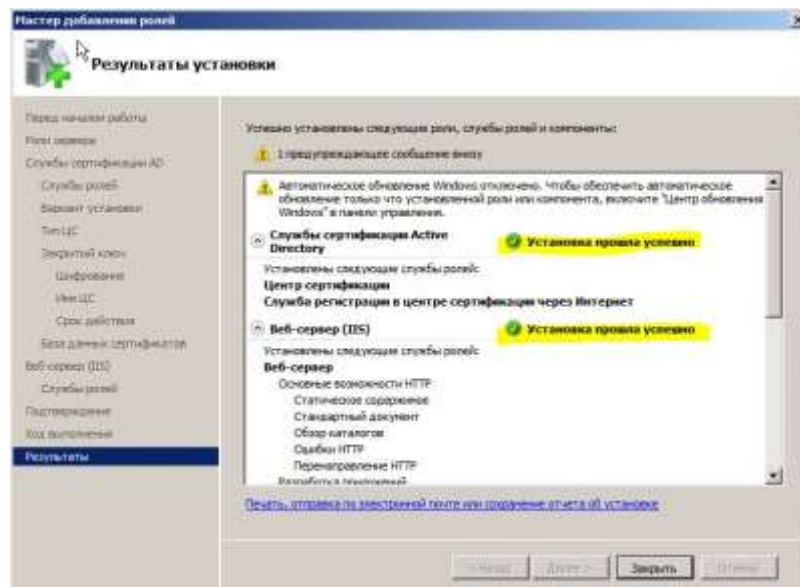 Мастер добавления ролей
Результаты установки
Перед началом работы
Роли сервера
Службы сертификации AD
Службы ролей
Вариант установки
Тип ЦС
Закрытый ключ
Шифрование
Имя ЦС
Срок действия
База данных сертификатов
Веб-сервер (IIS)
Службы ролей
Подтверждение
Ход выполнения
Результаты
Успешно установлены следующие роли, службы ролей и компоненты:
1 предупреждающее сообщение внизу
Автоматическое обновление Windows отключено. Чтобы обеспечить автоматическое
обновление только что установленной роли или компонента, включите "Центр обновления
Windows" в панели управления.
Службы сертификации Active
Directory
Установка прошла успешно
Установлены следующие службы ролей:
Центр сертификации
Служба регистрации в центре сертификации через Интернет
Веб-сервер (IIS) Установка прошла успешно
Установлены следующие службы ролей:
Веб-сервер
Основные возможности HTTP
Статическое содержимое
Стандартный документ
Обзор каталогов
Ошибки HTTP
Перенаправление HTTP
Разработка приложений
Печать, отправка по электронной почте или сохранение отчета об установке
< Назад Далее > Закрыть Отмена